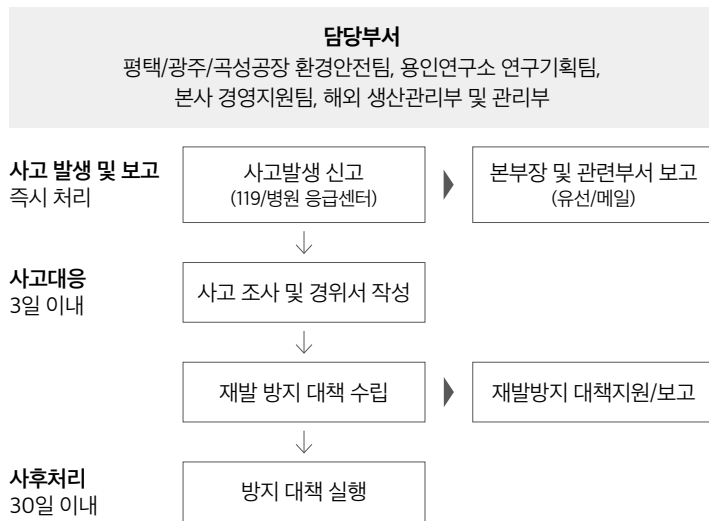 담당부서
평택/광주/곡성공장 환경안전팀, 용인연구소 연구기획팀,
본사 경영지원팀, 해외 생산관리부 및 관리부
사고 발생 및 보고
즉시 처리
사고발생 신고
(119/병원 응급센터)
본부장 및 관련부서 보고
(유선/메일)
사고대응
3일 이내
사고 조사 및 경위서 작성
재발 방지 대책 수립
재발방지 대책지원/보고
사후처리
30일 이내
방지 대책 실행